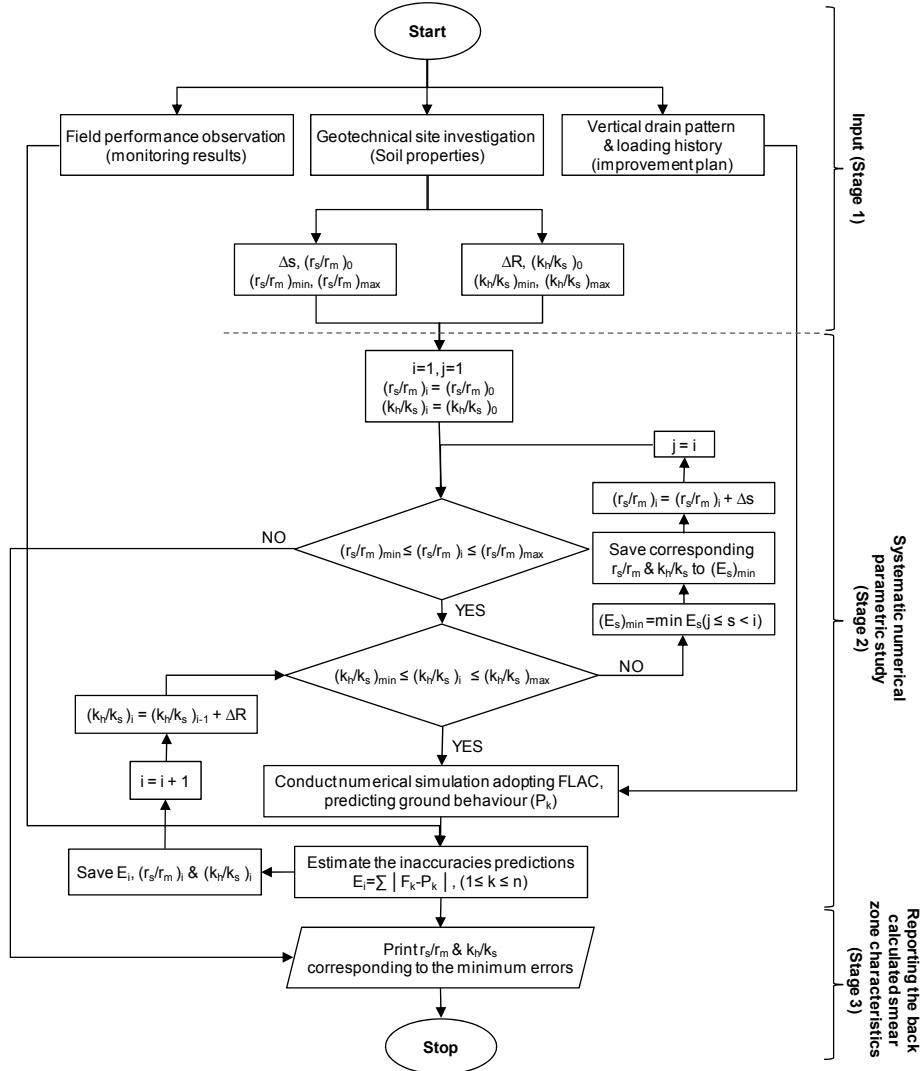 Start
Field performance observation
(monitoring results)
Geotechnical site investigation
(Soil properties)
Vertical drain pattern
& loading history
(improvement plan)
Input (Stage 1)
Δs, (rs/rm)0
(rs/rm)min, (rs/rm)max
ΔR, (kh/ks)0
(kh/ks)min, (kh/ks)max
i=1, j=1
(rs/rm)i = (rs/rm)0
(kh/ks)i = (kh/ks)0
j = i
(rs/rm)i = (rs/rm)i + Δs
NO
(rs/rm)min ≤ (rs/rm)i ≤ (rs/rm)max
Save corresponding
rs/rm & kh/ks to (Es)min
YES
(Es)min=min Es(j ≤ s < i)
Systematic numerical
parametric study
(Stage 2)
(kh/ks)min ≤ (kh/ks)i ≤ (kh/ks)max
NO
(kh/ks)i = (kh/ks)i-1 + ΔR
YES
i = i + 1
Conduct numerical simulation adopting FLAC,
predicting ground behaviour (Pk)
Save Ei, (rs/rm)i & (kh/ks)i
Estimate the inaccuracies predictions
Ei=∑ | Fk-Pk | , (1≤ k ≤ n)
Print rs/rm & kh/ks
corresponding to the minimum errors
Reporting the back
calculated smear
zone characteristics
(Stage 3)
Stop